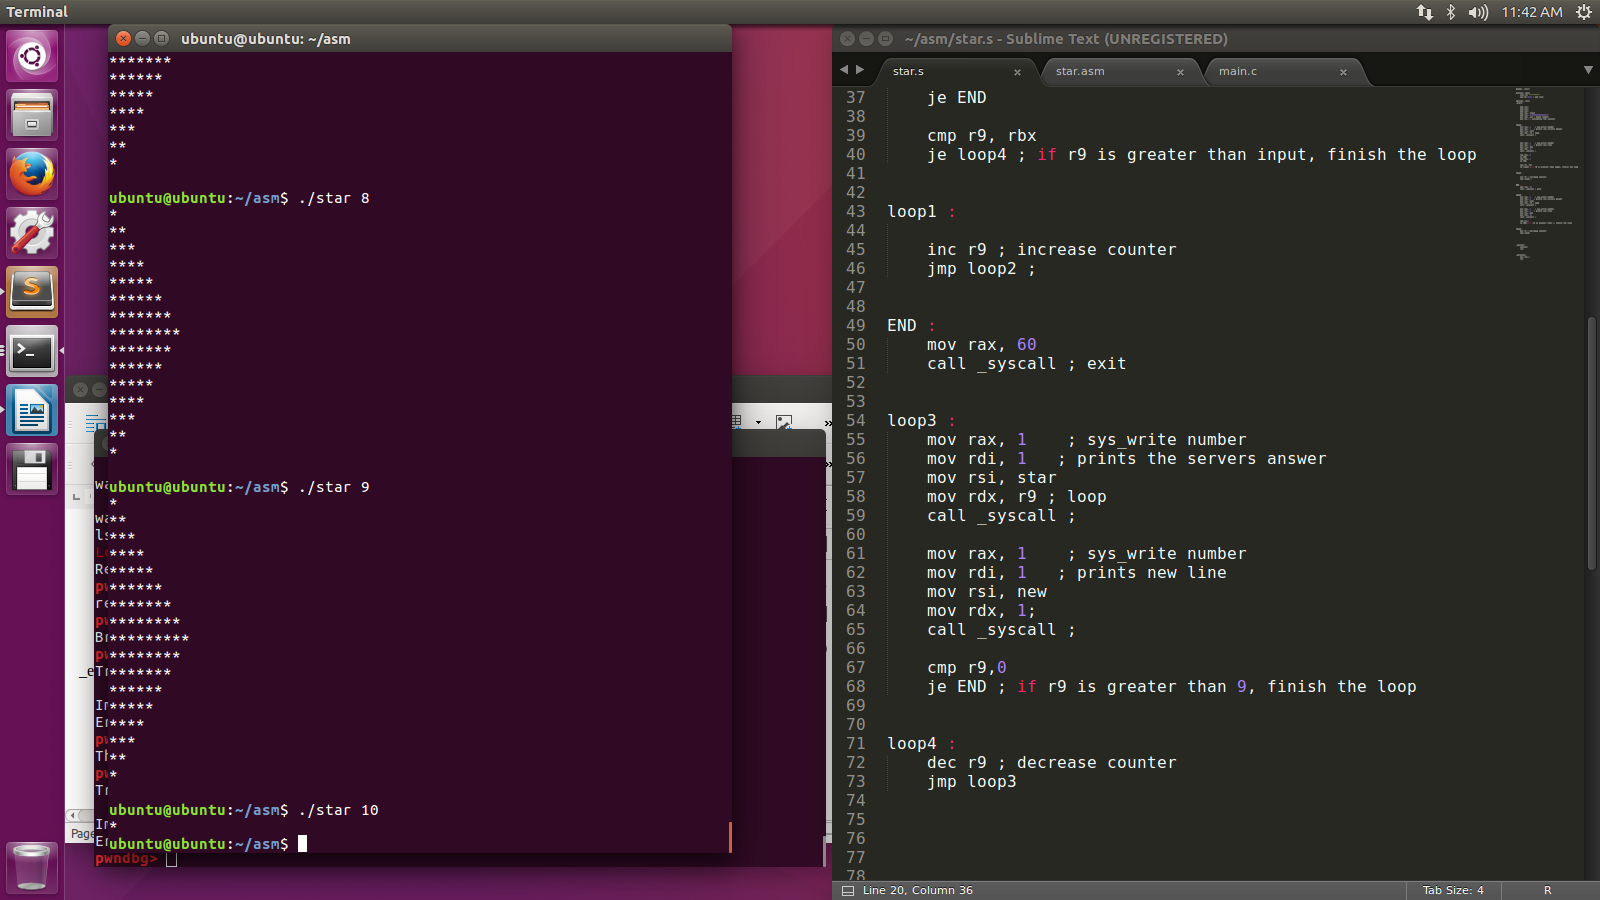 Terminal
11:42 AM
ubuntu@ubuntu: ~/asm
*******
******
*****
****
***
**
*
ubuntu@ubuntu:~/asm$ ./star 8
*
**
***
****
*****
******
*******
********
*******
******
*****
****
***
**
*
ubuntu@ubuntu:~/asm$ ./star 9
*
**
***
****
*****
******
*******
********
*********
********
*******
******
*****
****
***
**
*
ubuntu@ubuntu:~/asm$ ./star 10
*
ubuntu@ubuntu:~/asm$
pwndbg>
Page
~/asm/star.s - Sublime Text (UNREGISTERED)
star.s
star.asm
main.c
37 je END
38
39 cmp r9, rbx
40 je loop4 ; if r9 is greater than input, finish the loop
41
42
43 loop1 :
44
45 inc r9 ; increase counter
46 jmp loop2 ;
47
48
49 END :
50 mov rax, 60
51 call _syscall ; exit
52
53
54 loop3 :
55 mov rax, 1 ; sys_write number
56 mov rdi, 1 ; prints the servers answer
57 mov rsi, star
58 mov rdx, r9 ; loop
59 call _syscall ;
60
61 mov rax, 1 ; sys_write number
62 mov rdi, 1 ; prints new line
63 mov rsi, new
64 mov rdx, 1;
65 call _syscall ;
66
67 cmp r9,0
68 je END ; if r9 is greater than 9, finish the loop
69
70
71 loop4 :
72 dec r9 ; decrease counter
73 jmp loop3
74
75
76
77
78
Line 20, Column 36
Tab Size: 4
R